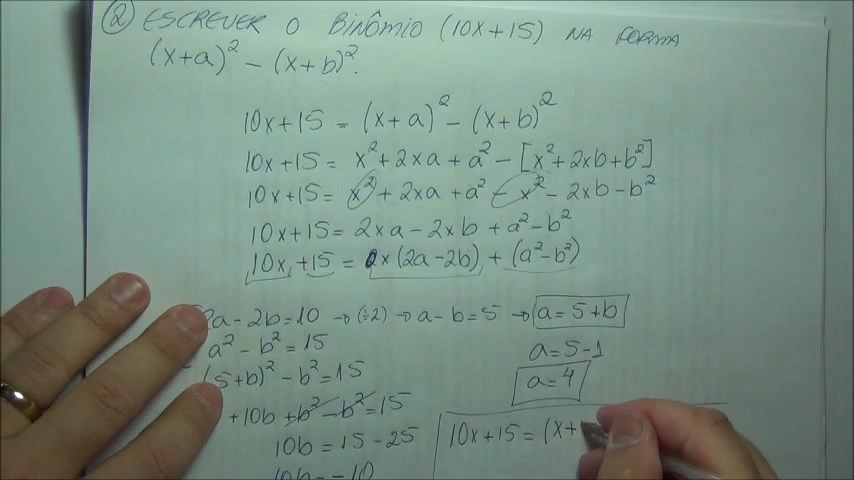 ② ESCREVER O BINÔMIO (10x+15) NA FORMA
(x+a)² - (x+b)².
10x+15 = (x+a)² - (x+b)²
10x+15 = x²+2xa+a² - [x²+2xb+b²]
10x+15 = x²+2xa+a² - x² - 2xb - b²
10x+15 = 2xa - 2xb + a² - b²
10x+15 = x(2a-2b) + (a²-b²)
2a-2b=10 → (÷2) → a-b=5 → a=5+b
a² - b² = 15
a=5-1
(5+b)² - b² = 15
a=4
+10b +b² - b² = 15
10x+15 = (x+
10b = 15-25
10b = -10